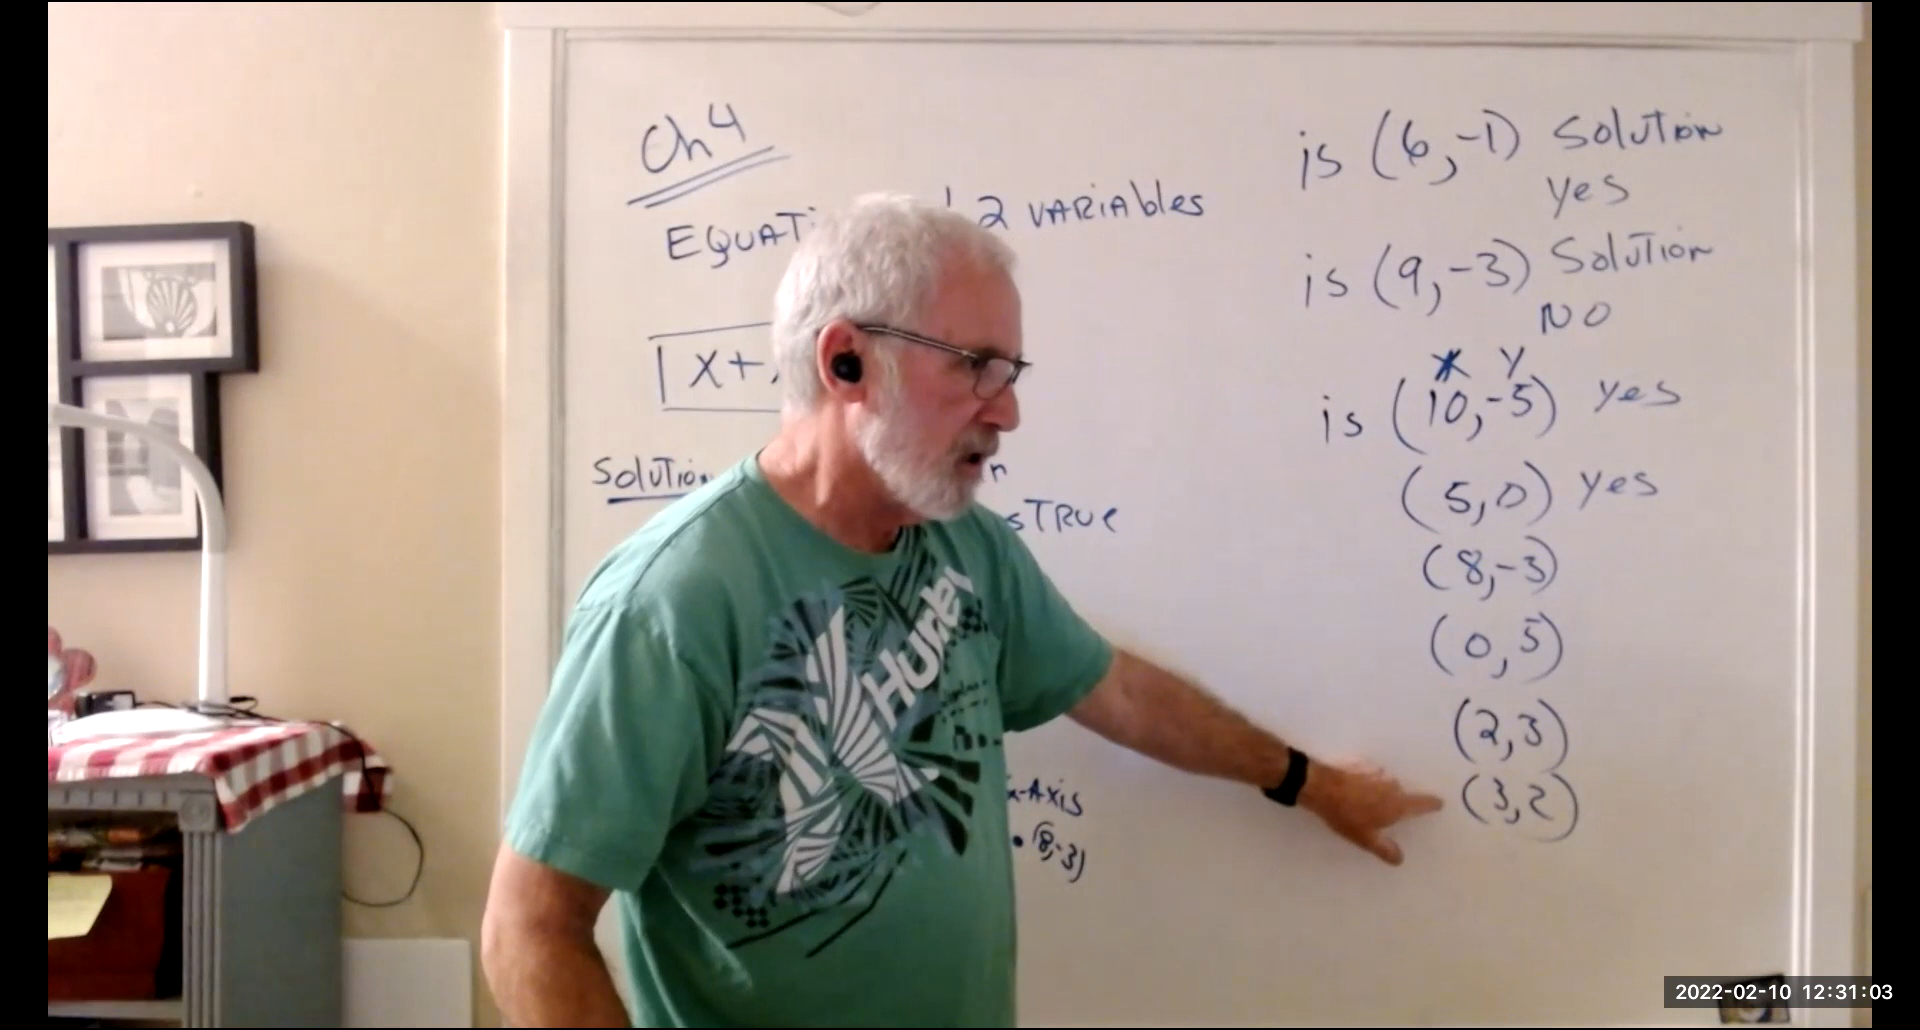 Ch 4
EQUATI 2 VARIAbles
x+
Solution n
sTRUe
x-Axis
(8,-3)
is (6,-1) Solution
yes
is (9,-3) Solution
NO
x y
is (10,-5) yes
(5,0) yes
(8,-3)
(0,5)
(2,3)
(3,2)
Hurley
2022-02-10 12:31:03